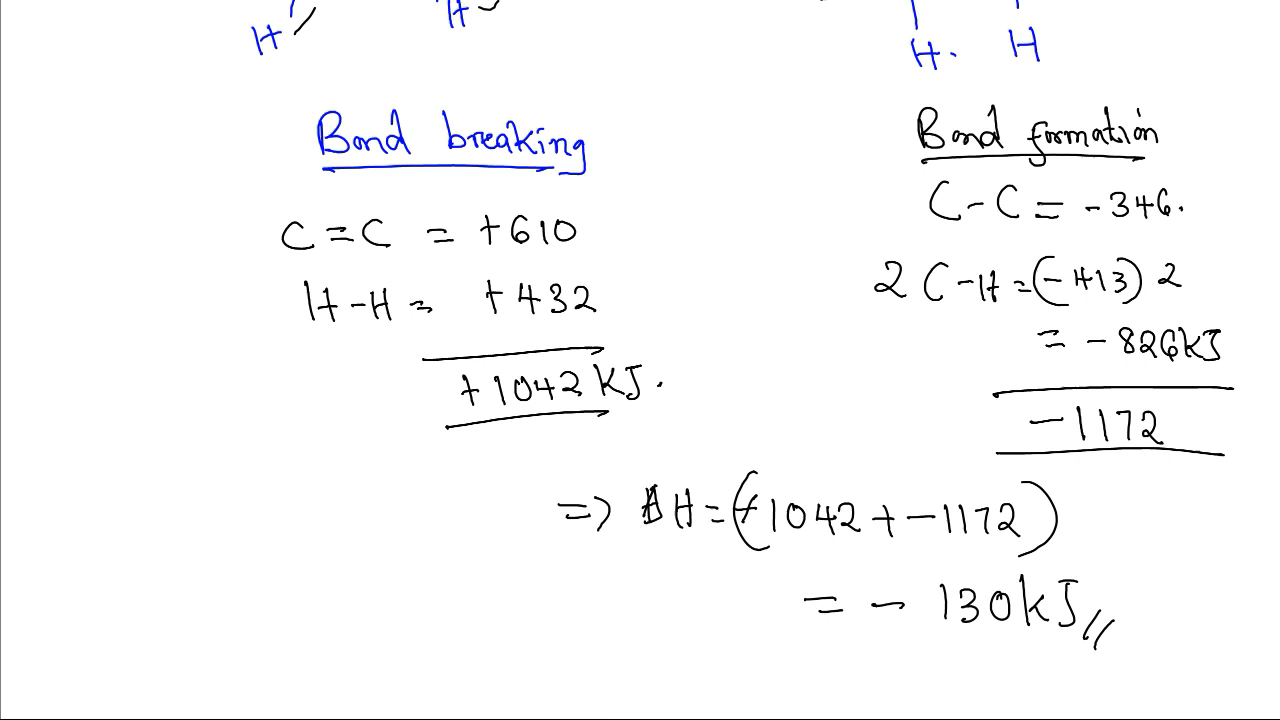 H H
H. H
Bond breaking
C=C = +610
H-H = +432
+1042 KJ.
Bond formation
C-C = -346.
2 C-H = (-413) 2
= -826KJ
-1172
=> ΔH = (+1042 + -1172)
= - 130KJ //